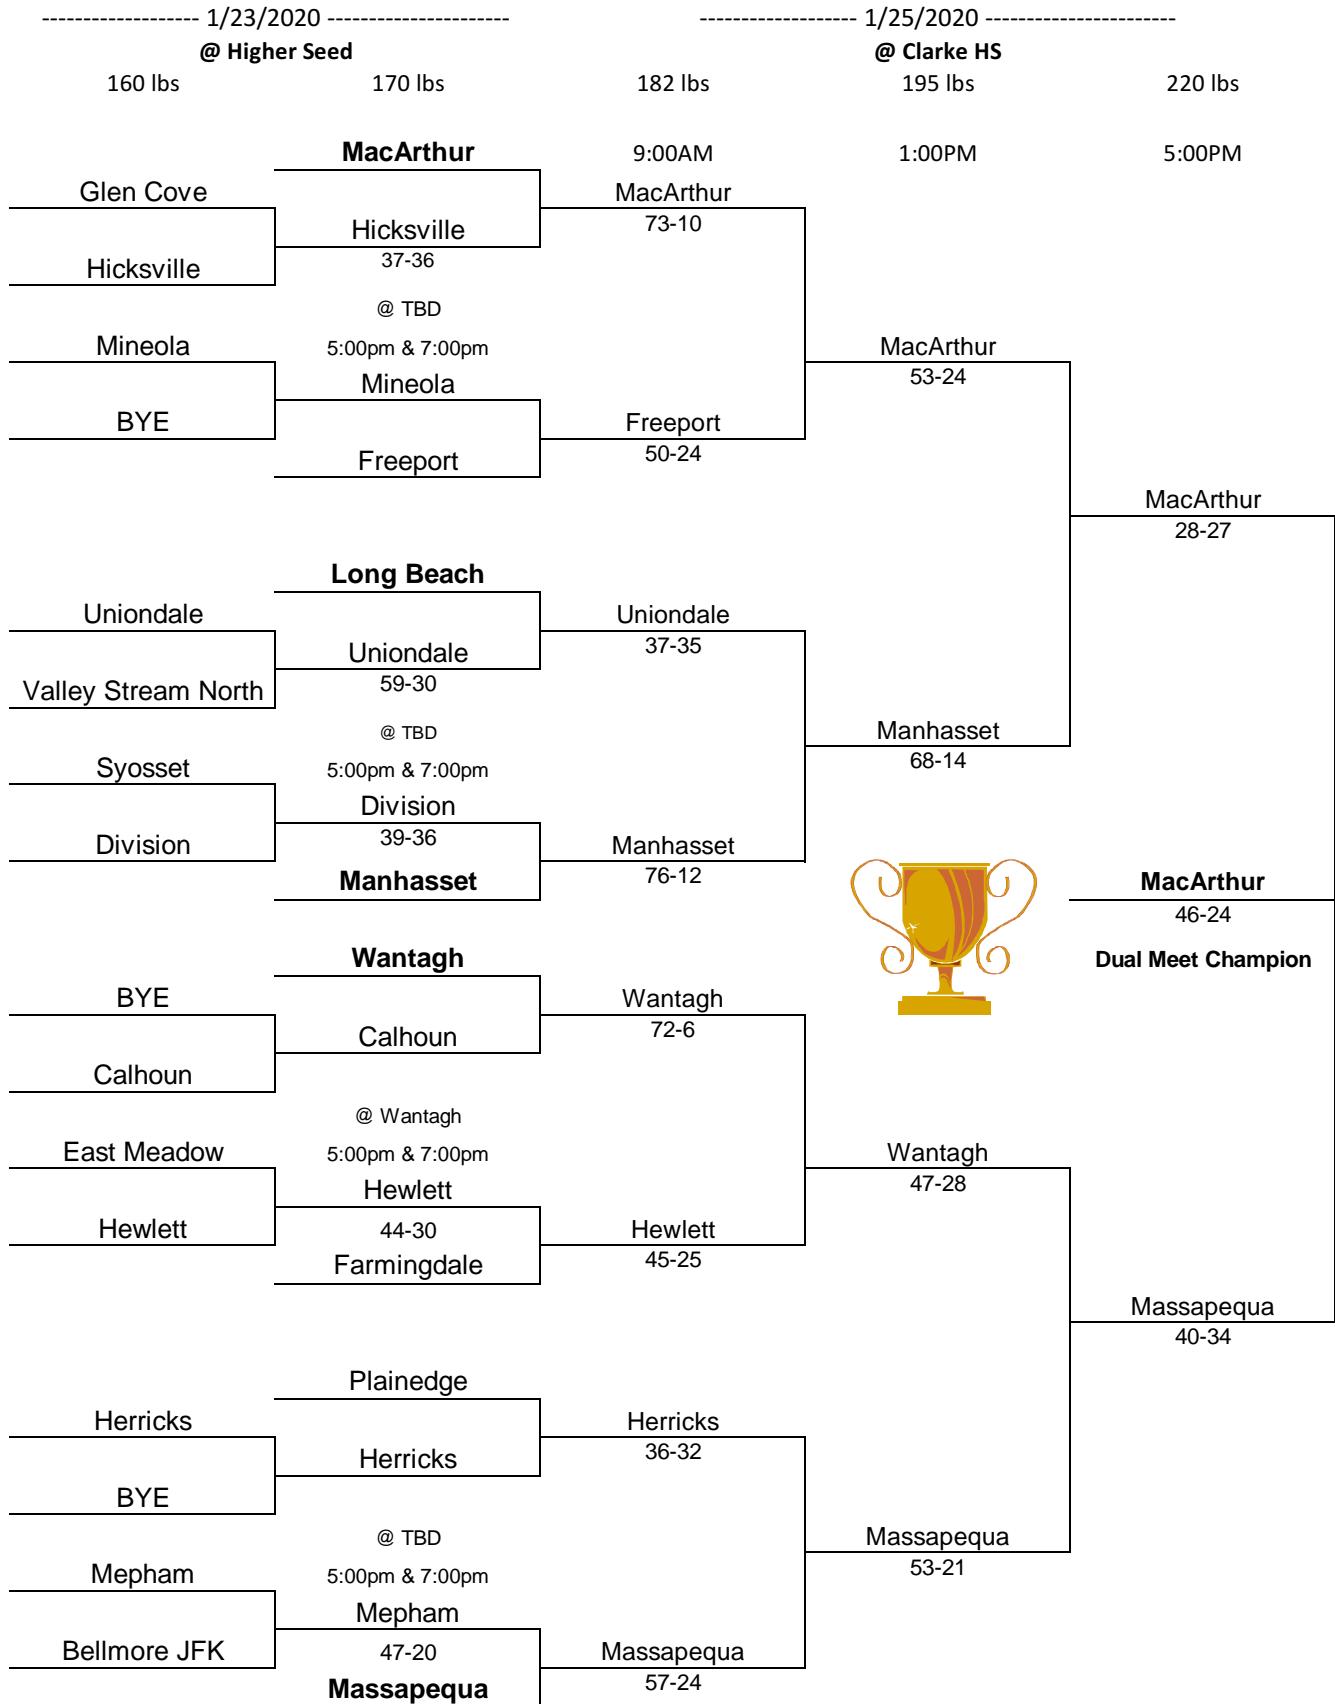 ------------------- 1/23/2020 ---------------------- ------------------- 1/25/2020 -----------------------
@ Higher Seed @ Clarke HS
160 lbs 170 lbs 182 lbs 195 lbs 220 lbs
MacArthur 9:00AM 1:00PM 5:00PM
Glen Cove MacArthur
73-10
Hicksville
37-36
Hicksville
@ TBD
Mineola 5:00pm & 7:00pm MacArthur
53-24
Mineola
BYE Freeport
50-24
Freeport
MacArthur
28-27
Long Beach
Uniondale Uniondale
37-35
Uniondale
59-30
Valley Stream North
@ TBD Manhasset
68-14
Syosset 5:00pm & 7:00pm
Division
39-36
Division Manhasset
76-12
Manhasset MacArthur
46-24
Wantagh Dual Meet Champion
BYE Wantagh
72-6
Calhoun
Calhoun
@ Wantagh
East Meadow 5:00pm & 7:00pm Wantagh
47-28
Hewlett
Hewlett 44-30 Hewlett
45-25
Farmingdale
Massapequa
40-34
Plainedge
Herricks Herricks
36-32
Herricks
BYE
@ TBD Massapequa
53-21
Mepham 5:00pm & 7:00pm
Mepham
Bellmore JFK 47-20 Massapequa
57-24
Massapequa